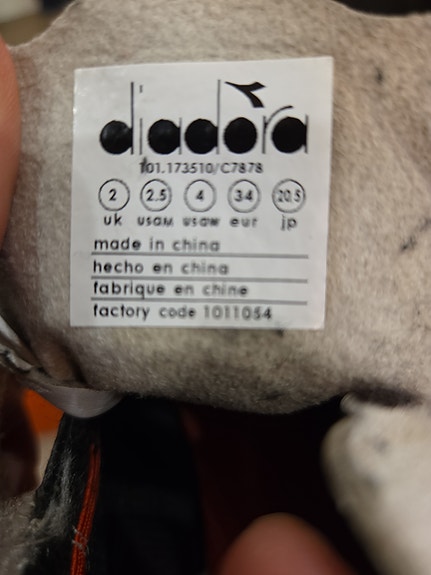 diadora
101.173510/C7878
2 2.5 4 34 20.5
uk usam usaw eur jp
made in china
hecho en china
fabrique en chine
factory code 1011054